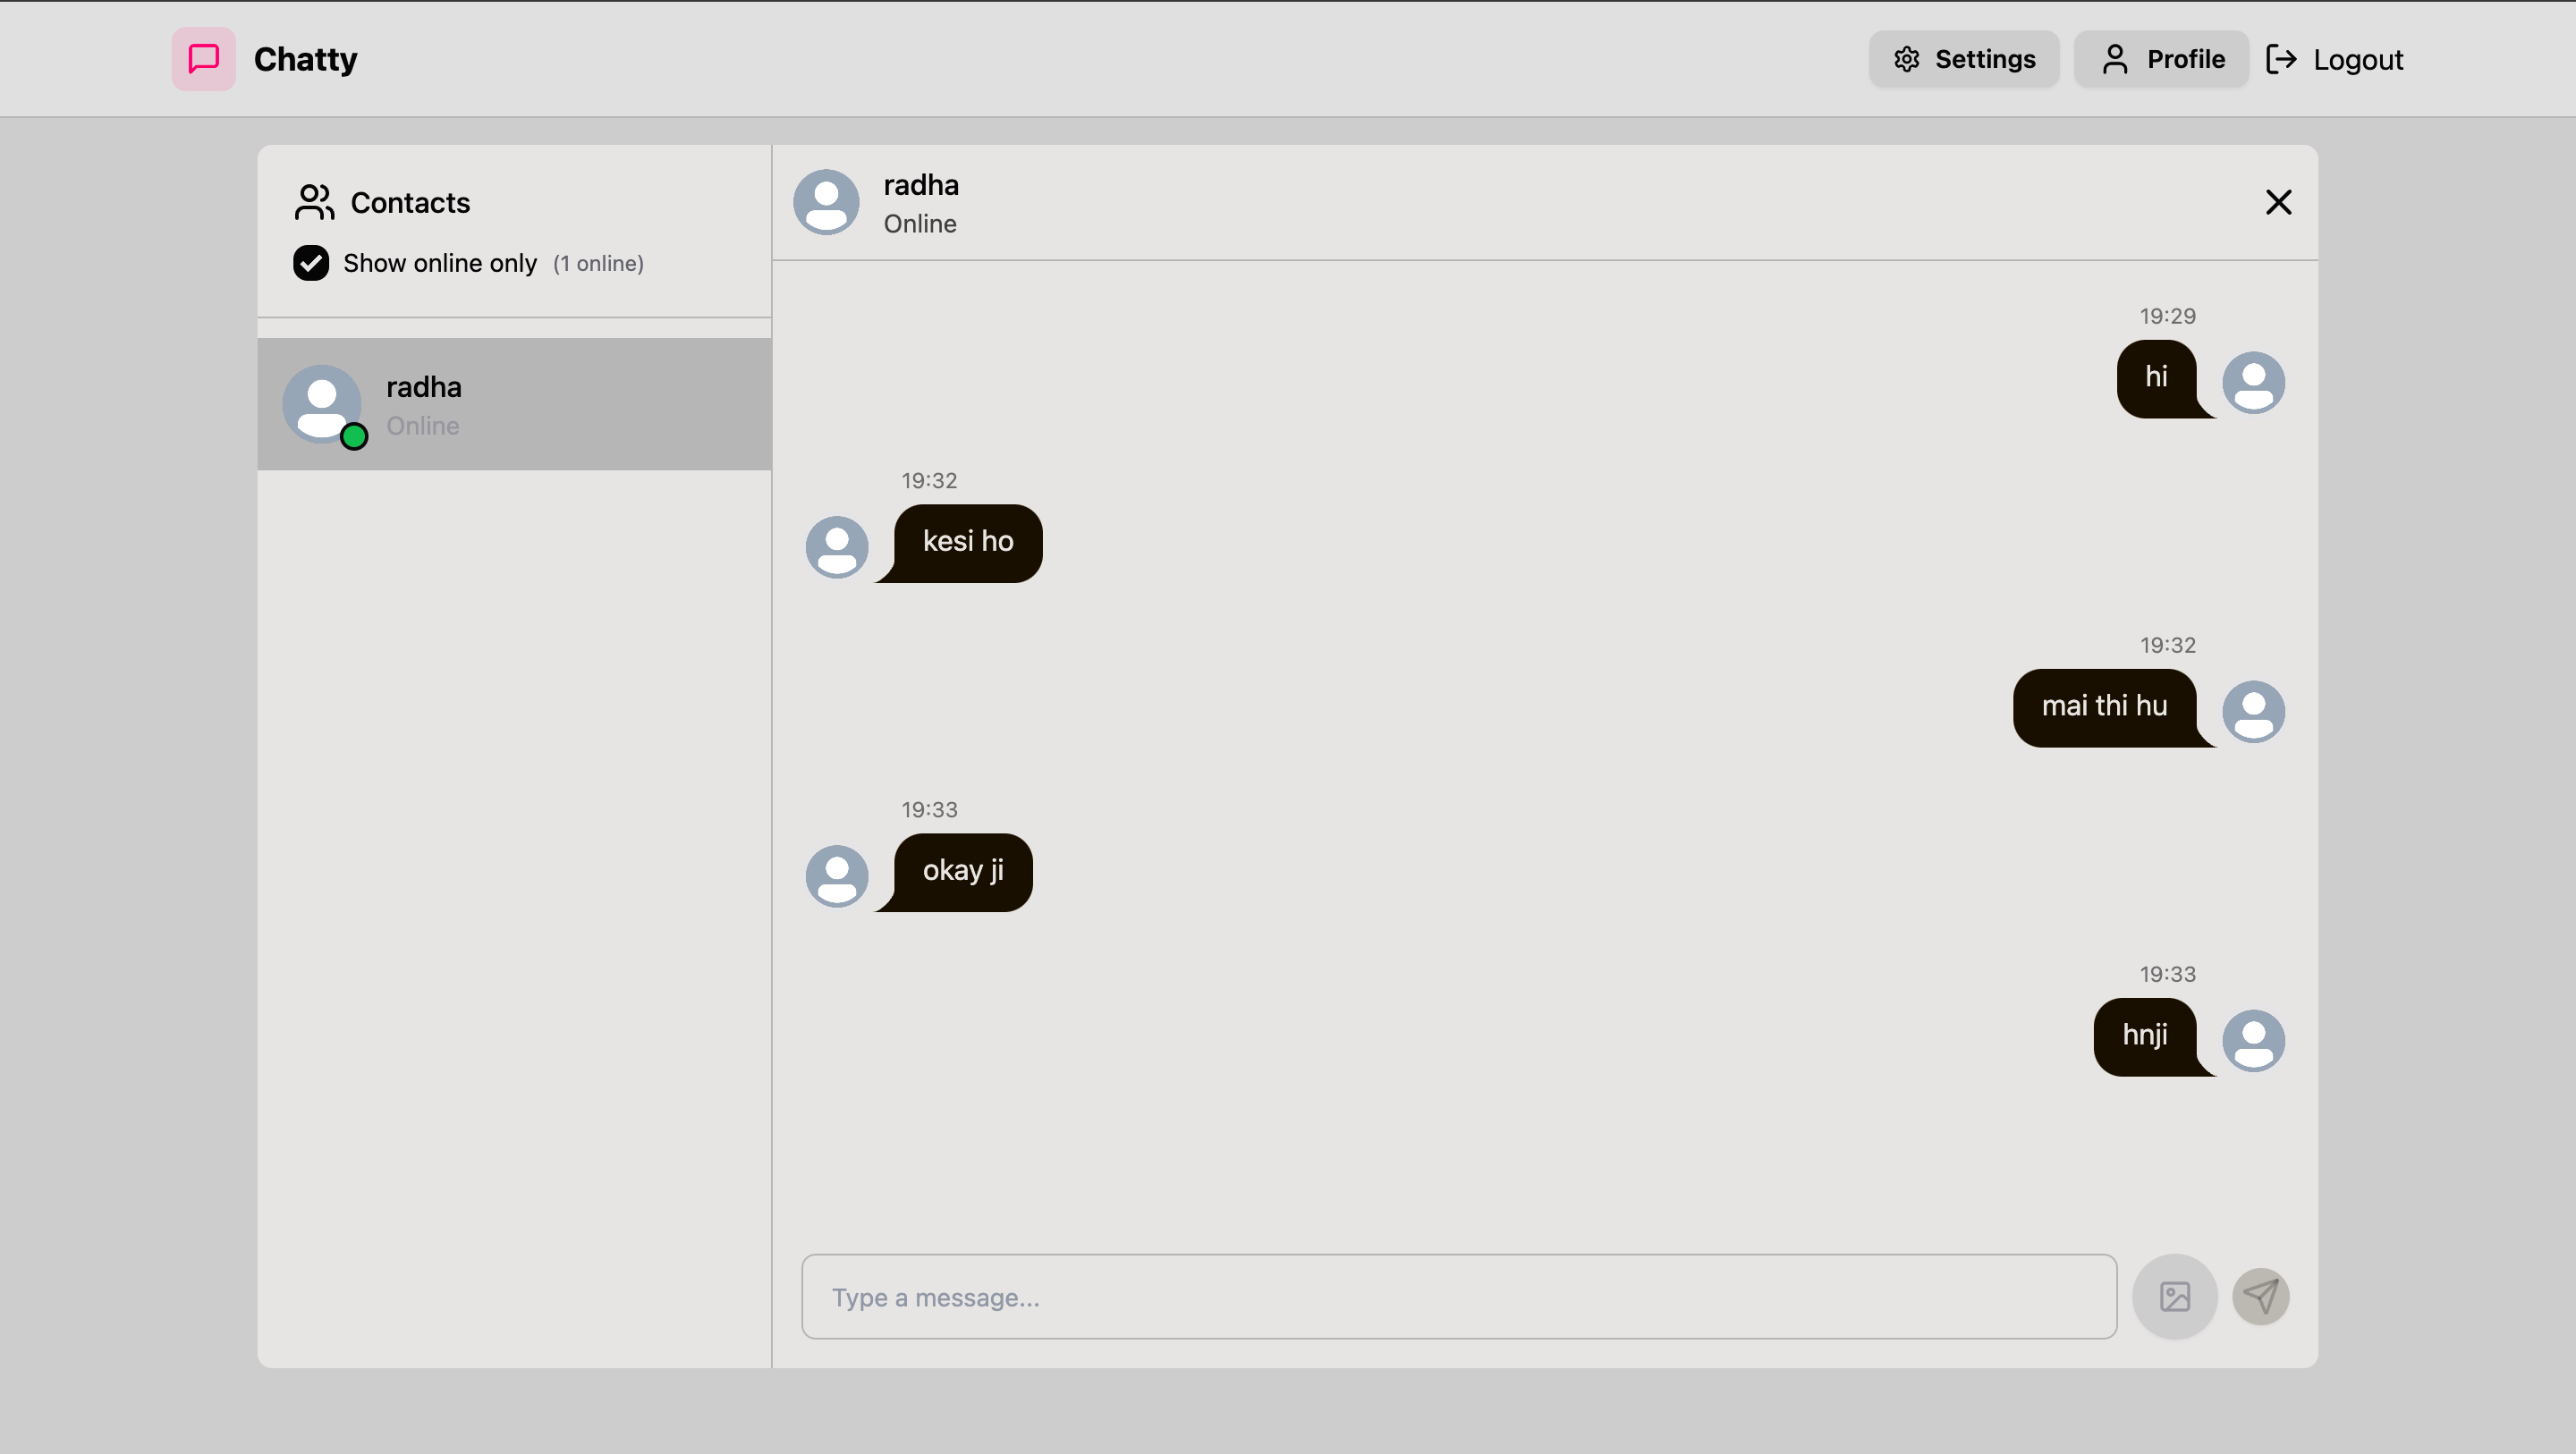 Chatty
Settings
Profile
Logout
Contacts
Show online only (1 online)
radha
Online
radha
Online
19:29
hi
19:32
kesi ho
19:32
mai thi hu
19:33
okay ji
19:33
hnji
Type a message...